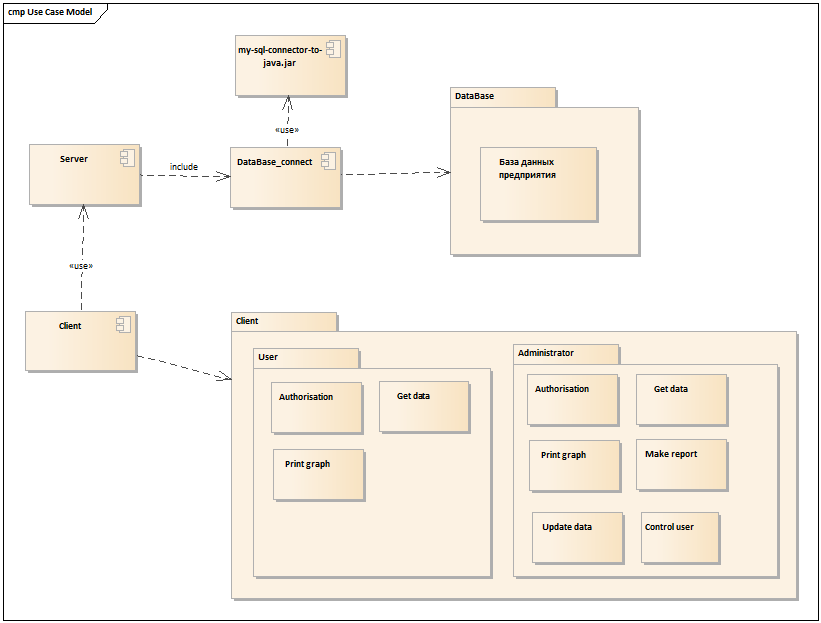 cmp Use Case Model
my-sql-connector-to-
java.jar
«use»
DataBase
База данных
предприятия
Server
include
DataBase_connect
«use»
Client
Client
User
Authorisation
Get data
Print graph
Administrator
Authorisation
Get data
Print graph
Make report
Update data
Control user